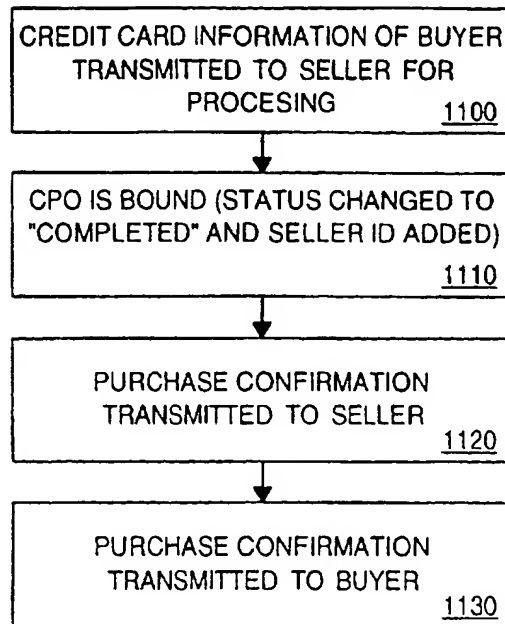 CREDIT CARD INFORMATION OF BUYER
TRANSMITTED TO SELLER FOR
PROCESING
1100
CPO IS BOUND (STATUS CHANGED TO
"COMPLETED" AND SELLER ID ADDED)
1110
PURCHASE CONFIRMATION
TRANSMITTED TO SELLER
1120
PURCHASE CONFIRMATION
TRANSMITTED TO BUYER
1130